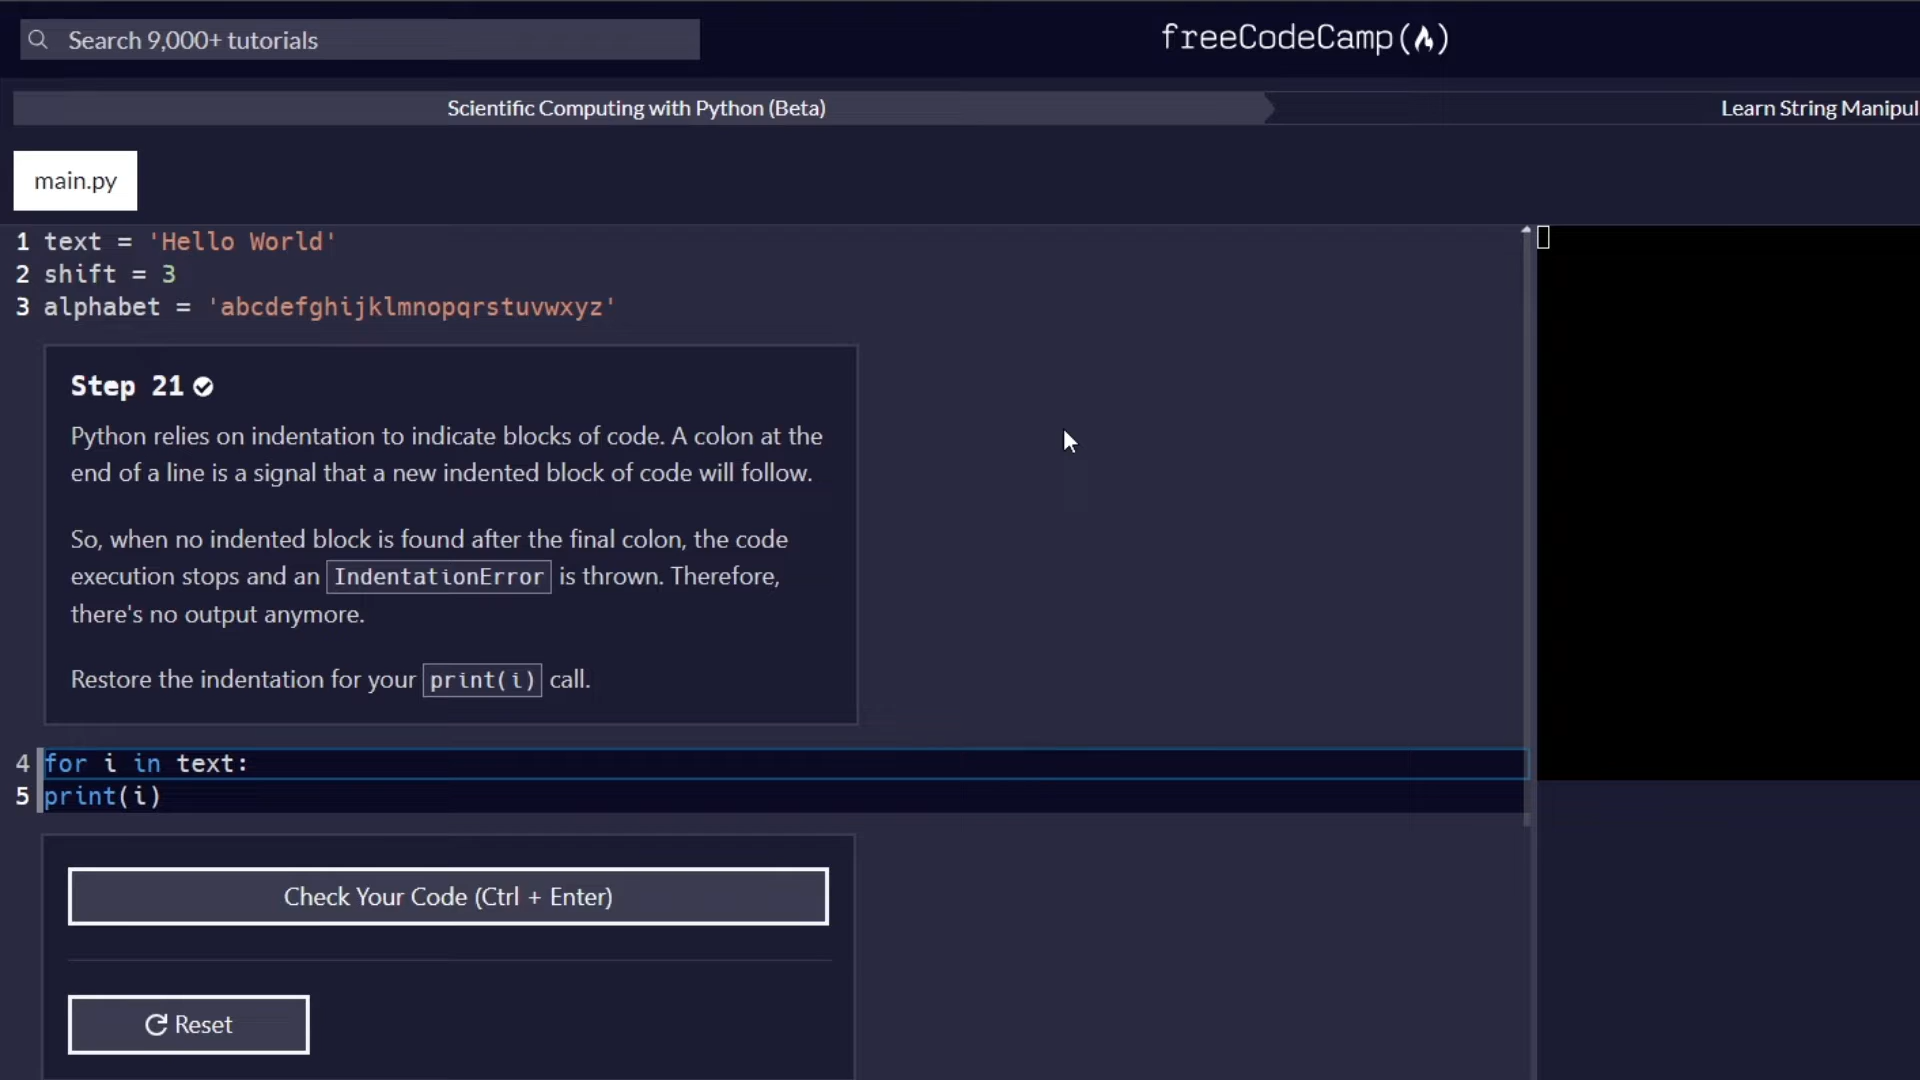 Search 9,000+ tutorials
freeCodeCamp(🔥)
Scientific Computing with Python (Beta)
Learn String Manipul
main.py
1 text = 'Hello World'
2 shift = 3
3 alphabet = 'abcdefghijklmnopqrstuvwxyz'
Step 21
Python relies on indentation to indicate blocks of code. A colon at the
end of a line is a signal that a new indented block of code will follow.
So, when no indented block is found after the final colon, the code
execution stops and an IndentationError is thrown. Therefore,
there's no output anymore.
Restore the indentation for your print(i) call.
4 for i in text:
5 print(i)
Check Your Code (Ctrl + Enter)
Reset